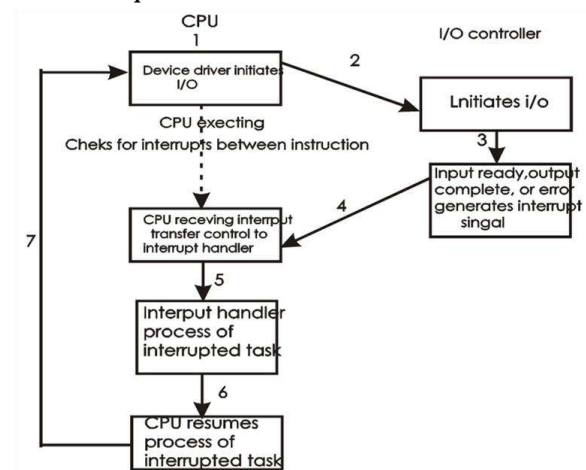 CPU
1
I/O controller
Device driver initiates
I/O
2
Lnitiates i/o
CPU execting
Cheks for interrupts between instruction
3
Input ready,output
complete, or error
generates interrupt
singal
4
7
CPU receving interrput
transfer control to
interrupt handler
5
Interput handler
process of
interrupted task
6
CPU resumes
process of
interrupted task